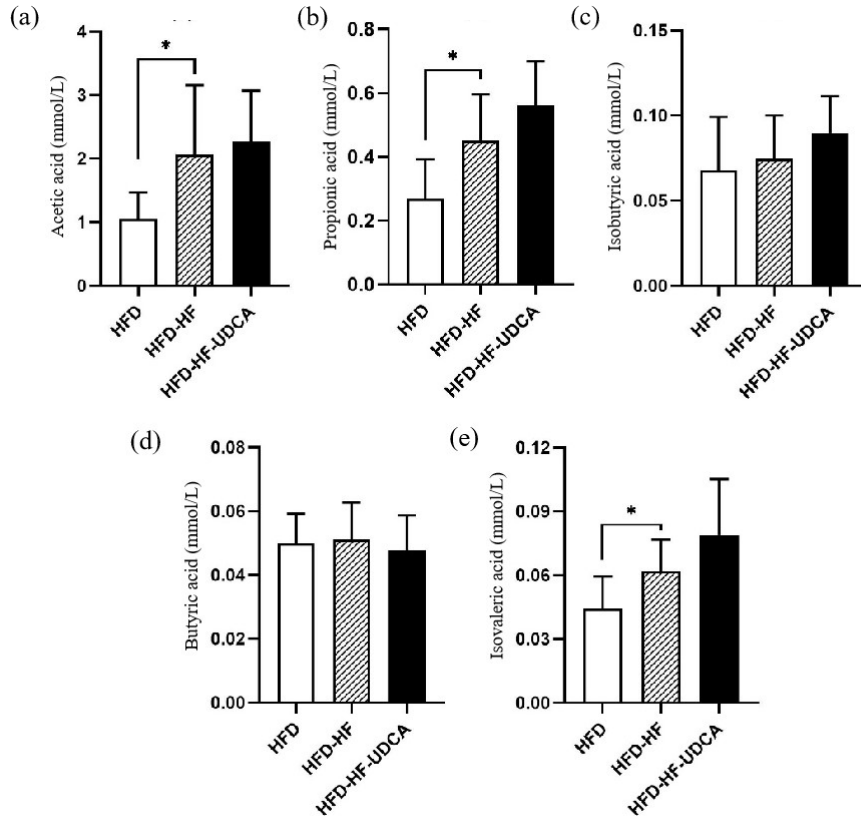 (a)
Acetic acid (mmol/L)
4
3
2
1
0
*
HFD
HFD-HF
HFD-HF-UDCA
(b)
Propionic acid (mmol/L)
0.8
0.6
0.4
0.2
0.0
*
HFD
HFD-HF
HFD-HF-UDCA
(c)
Isobutyric acid (mmol/L)
0.15
0.10
0.05
0.00
HFD
HFD-HF
HFD-HF-UDCA
(d)
Butyric acid (mmol/L)
0.08
0.06
0.04
0.02
0.00
HFD
HFD-HF
HFD-HF-UDCA
(e)
Isovaleric acid (mmol/L)
0.12
0.09
0.06
0.03
0.00
*
HFD
HFD-HF
HFD-HF-UDCA